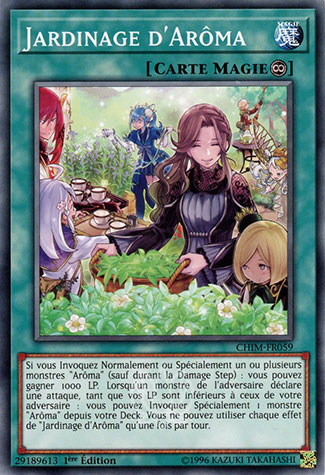 JARDINAGE D'ARÔMA
魔
[CARTE MAGIE ♾]
CHIM-FR059
Si vous Invoquez Normalement ou Spécialement un ou plusieurs
monstres "Arôma" (sauf durant la Damage Step) : vous pouvez
gagner 1000 LP. Lorsqu'un monstre de l'adversaire déclare
une attaque, tant que vos LP sont inférieurs à ceux de votre
adversaire : vous pouvez Invoquer Spécialement 1 monstre
"Arôma" depuis votre Deck. Vous ne pouvez utiliser chaque effet
de "Jardinage d'Arôma" qu'une fois par tour.
29189613 1ère Édition ©1996 KAZUKI TAKAHASHI